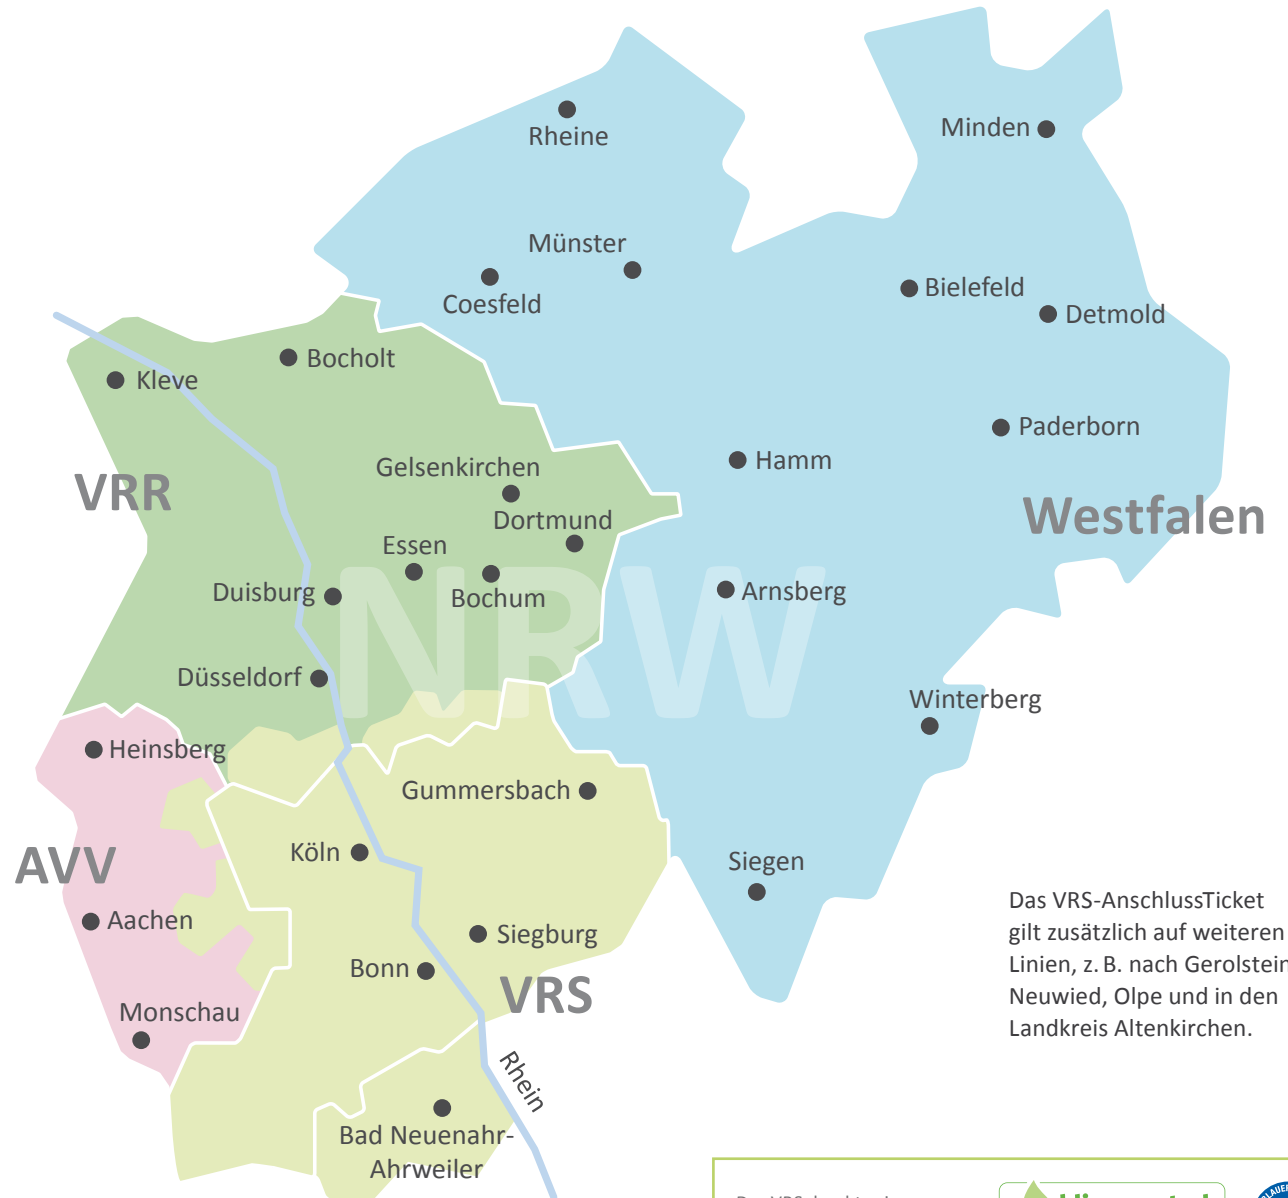 Rheine
Minden
Münster
Coesfeld
Bielefeld
Detmold
Bocholt
Kleve
Paderborn
Hamm
Gelsenkirchen
VRR
Westfalen
Dortmund
Essen
Duisburg
Bochum
NRW
Arnsberg
Düsseldorf
Winterberg
Heinsberg
Gummersbach
Köln
AVV
Siegen
Aachen
Siegburg
Bonn
VRS
Monschau
Rhein
Bad Neuenahr-
Ahrweiler
Das VRS-AnschlussTicket
gilt zusätzlich auf weiteren
Linien, z. B. nach Gerolstein
Neuwied, Olpe und in den
Landkreis Altenkirchen.